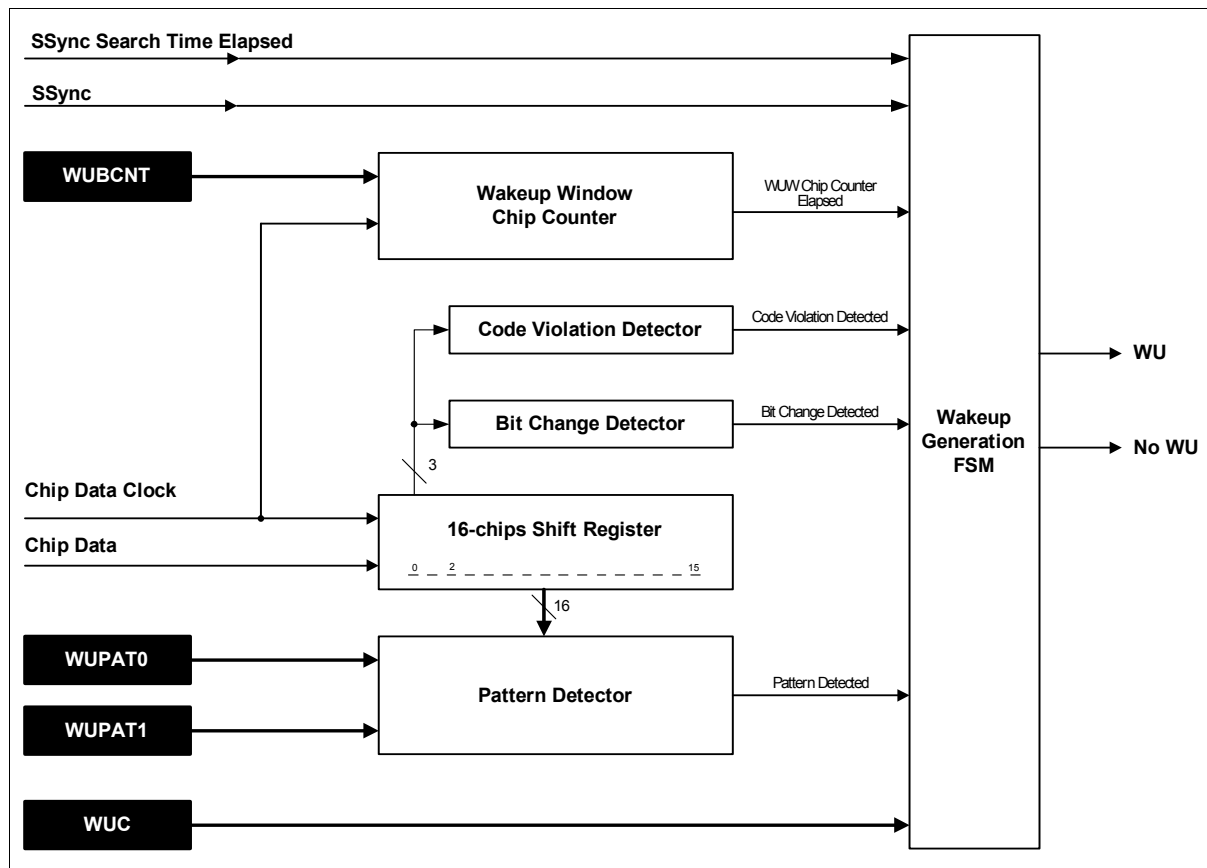 SSync Search Time Elapsed
SSync
WUBCNT
Wakeup Window
Chip Counter
WUW Chip Counter
Elapsed
Code Violation Detector
Code Violation Detected
WU
Bit Change Detector
Bit Change Detected
Wakeup
Generation
FSM
No WU
3
Chip Data Clock
16-chips Shift Register
Chip Data
0 2 15
16
WUPAT0
Pattern Detector
Pattern Detected
WUPAT1
WUC